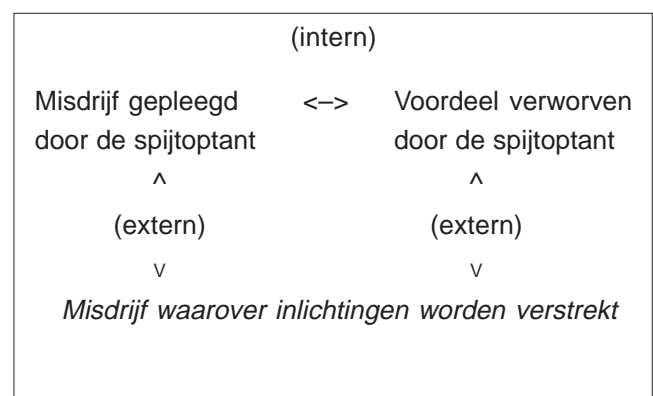 (intern)
Misdrijf gepleegd <–> Voordeel verworven
door de spijtoptant door de spijtoptant
^ ^
(extern) (extern)
v v
Misdrijf waarover inlichtingen worden verstrekt